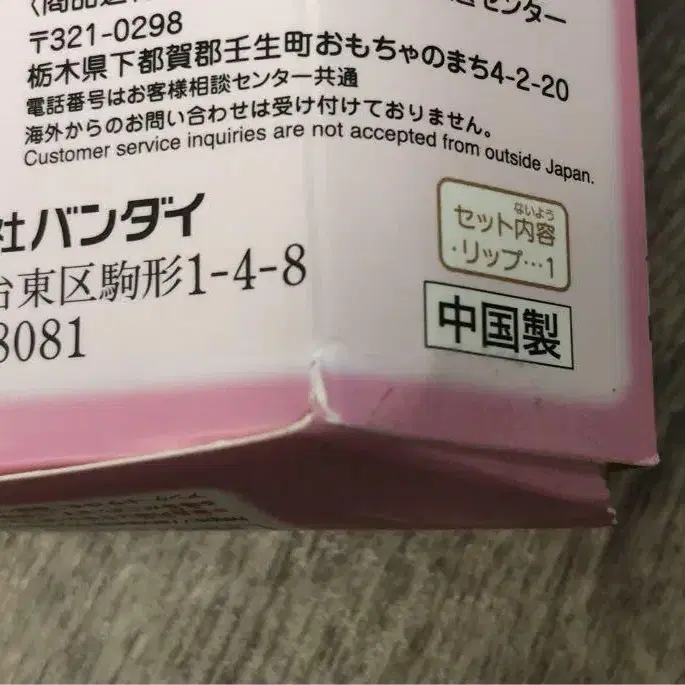 〒321-0298
栃木県下都賀郡壬生町おもちゃのまち4-2-20
電話番号はお客様相談センター共通
海外からのお問い合わせは受け付けておりません。
Customer service inquiries are not accepted from outside Japan.
社バンダイ
台東区駒形1-4-8
8081
ないよう
セット内容
・リップ…1
中国製